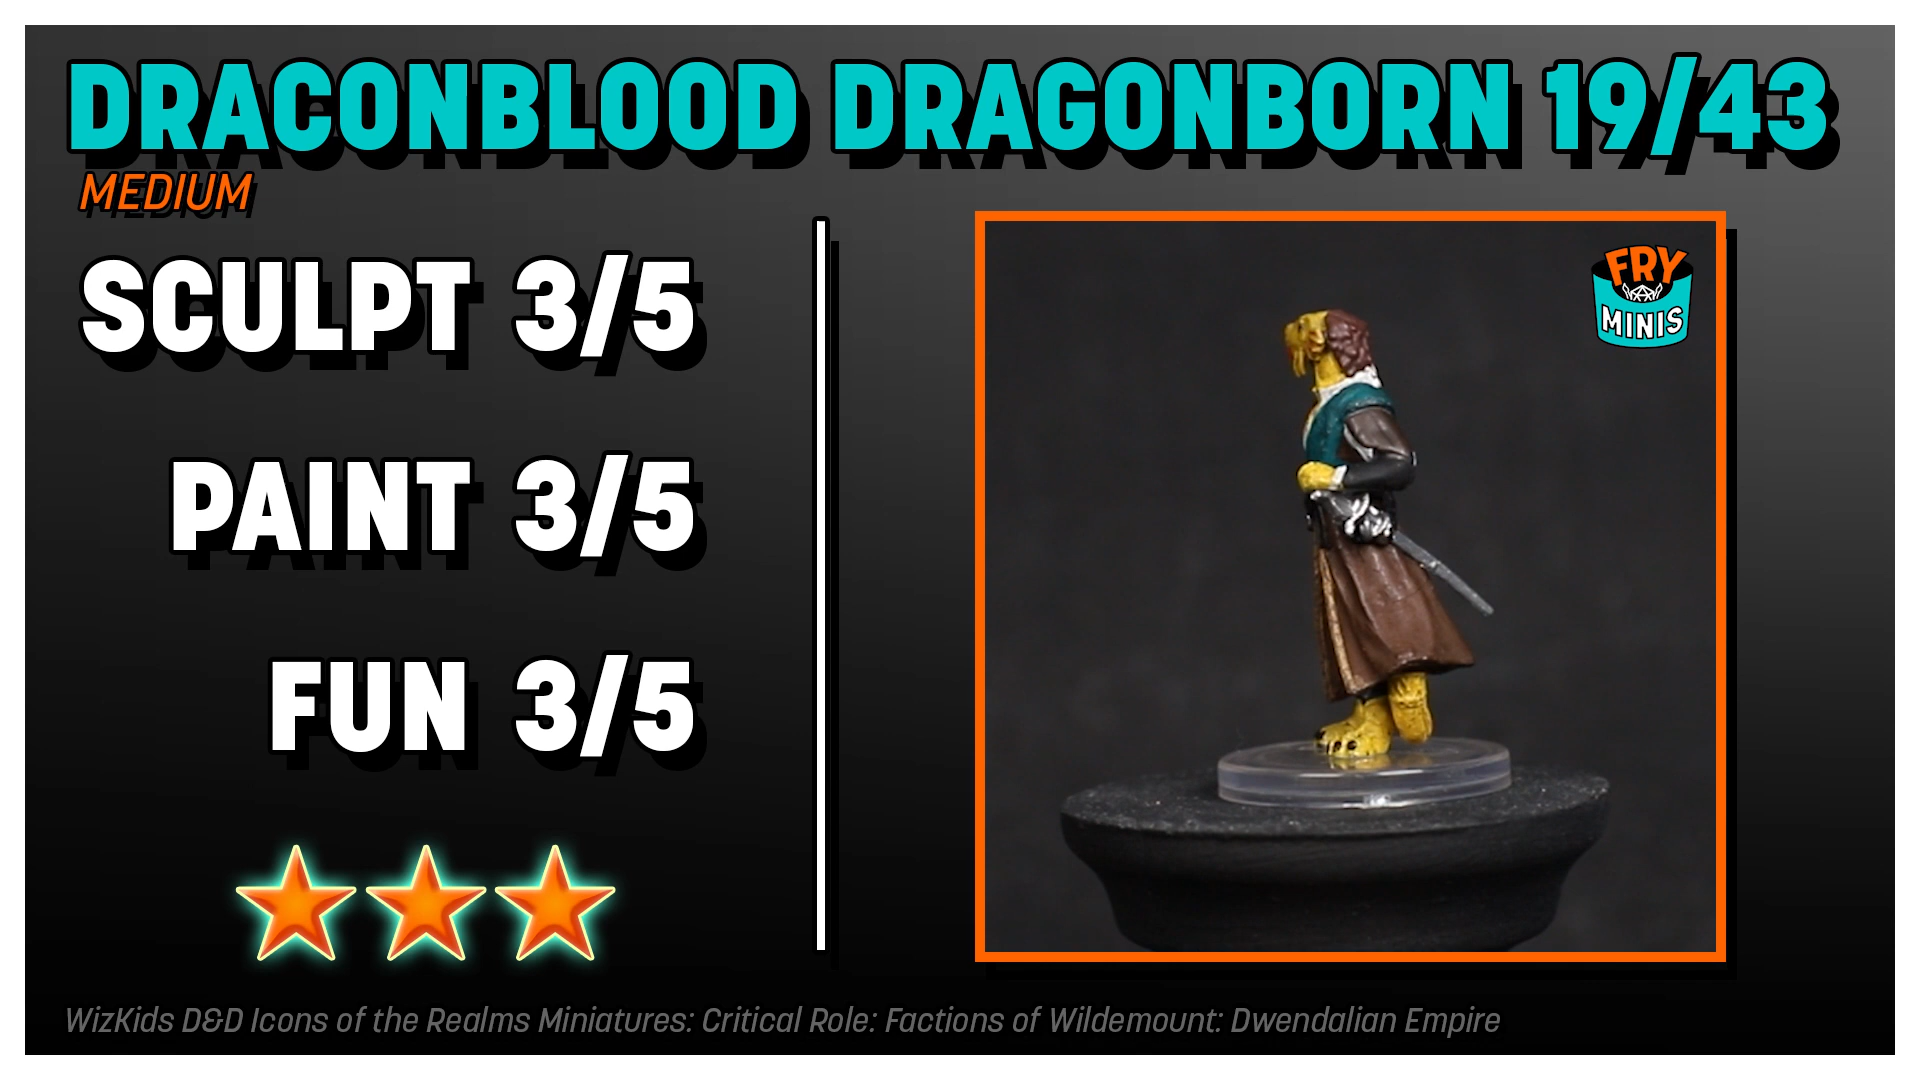 DRACONBLOOD DRAGONBORN 19/43
MEDIUM
SCULPT 3/5
PAINT 3/5
FUN 3/5
FRY
MINIS
WizKids D&D Icons of the Realms Miniatures: Critical Role: Factions of Wildemount: Dwendalian Empire